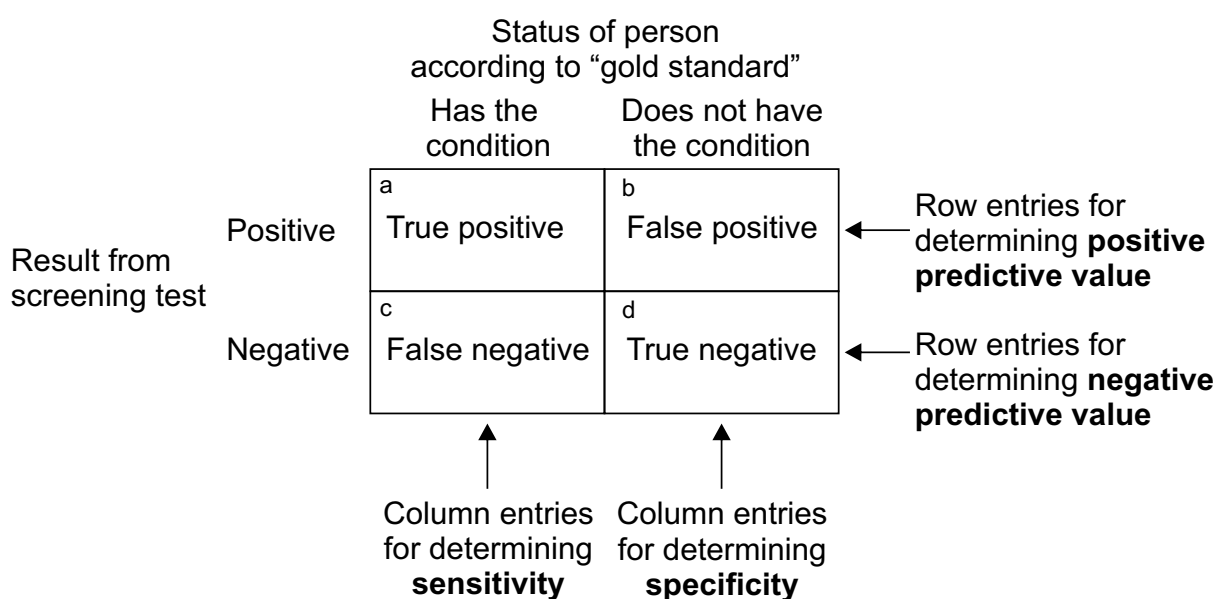 Status of person
according to “gold standard”
Has the
condition
Does not have
the condition
Result from
screening test
Positive
a
True positive
b
False positive
Row entries for
determining positive
predictive value
Negative
c
False negative
d
True negative
Row entries for
determining negative
predictive value
Column entries
for determining
sensitivity
Column entries
for determining
specificity